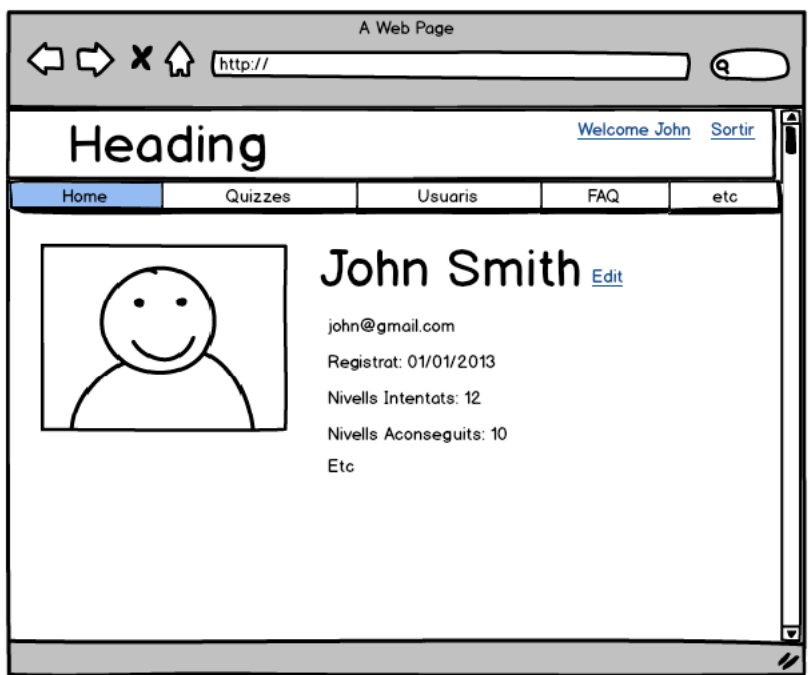 A Web Page
http://
Heading
Welcome John Sortir
Home Quizzes Usuaris FAQ etc
John Smith Edit
john@gmail.com
Registrat: 01/01/2013
Nivells Intentats: 12
Nivells Aconseguits: 10
Etc